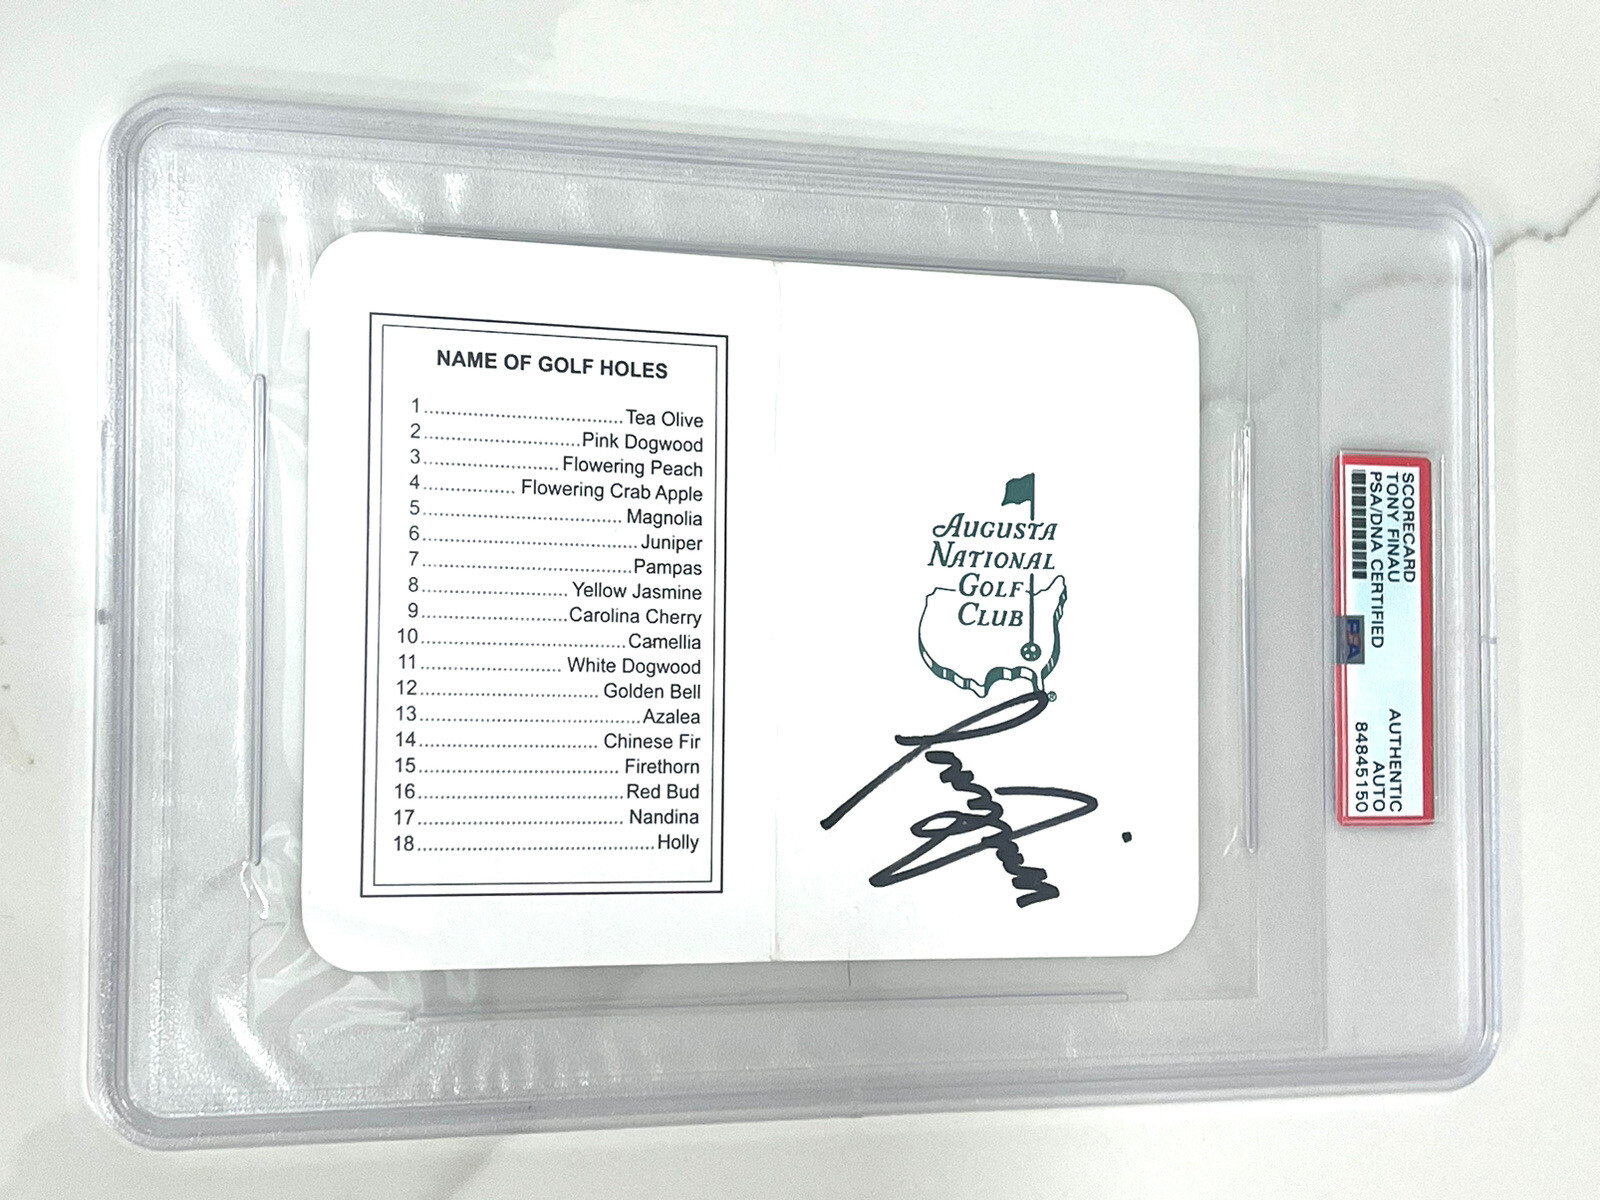 NAME OF GOLF HOLES
1..............................Tea Olive
2........................Pink Dogwood
3.....................Flowering Peach
4..............Flowering Crab Apple
5..............................Magnolia
6................................Juniper
7................................Pampas
8.......................Yellow Jasmine
9......................Carolina Cherry
10...............................Camellia
11.....................White Dogwood
12...........................Golden Bell
13.................................Azalea
14...........................Chinese Fir
15..............................Firethorn
16...............................Red Bud
17..............................Nandina
18...................................Holly
AUGUSTA
NATIONAL
GOLF
CLUB
®
SCORECARD
TONY FINAU
PSA/DNA CERTIFIED
AUTHENTIC
AUTO
84845150
PSA